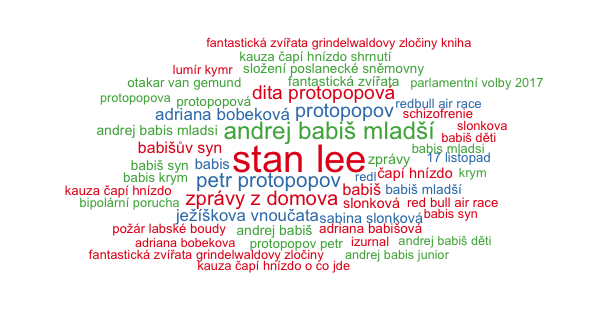 fantastická zvířata grindelwaldovy zločiny kniha
kauza čapí hnízdo shrnutí
lumír kymr složení poslanecké sněmovny
otakar van gemund fantastická zvířata parlamentní volby 2017
protopopova protopopová dita protopopová redbull air race
adriana bobeková protopopov schizofrenie
andrej babis mladsi andrej babiš mladší slonkova
babišův syn babiš děti
babis mladsi
babiš syn babis stan lee zprávy 17 listopad
babis krym petr protopopov redl čapí hnízdo krym
kauza čapí hnízdo babiš babiš mladší
bipolární porucha zprávy z domova slonková red bull air race
ježíškova vnoučata sabina slonková babis syn
požár labské boudy andrej babiš adriana babišová
adriana bobekova protopopov petr izurnal andrej babiš děti
fantastická zvířata grindelwaldovy zločiny andrej babis junior
kauza čapí hnízdo o co jde